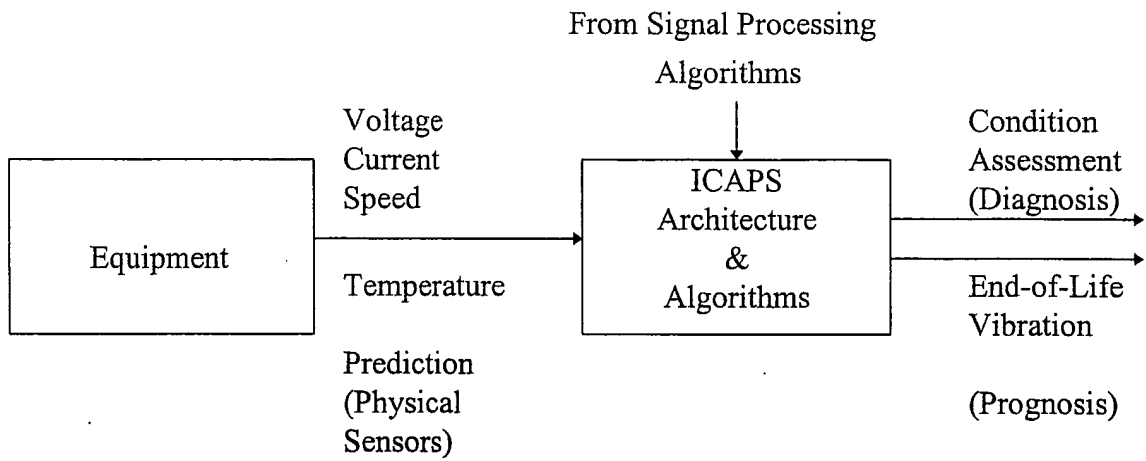 From Signal Processing
Algorithms
Voltage
Current
Speed
Condition
Assessment
(Diagnosis)
Equipment
ICAPS
Architecture
&
Algorithms
Temperature
End-of-Life
Vibration
Prediction
(Physical
Sensors)
(Prognosis)